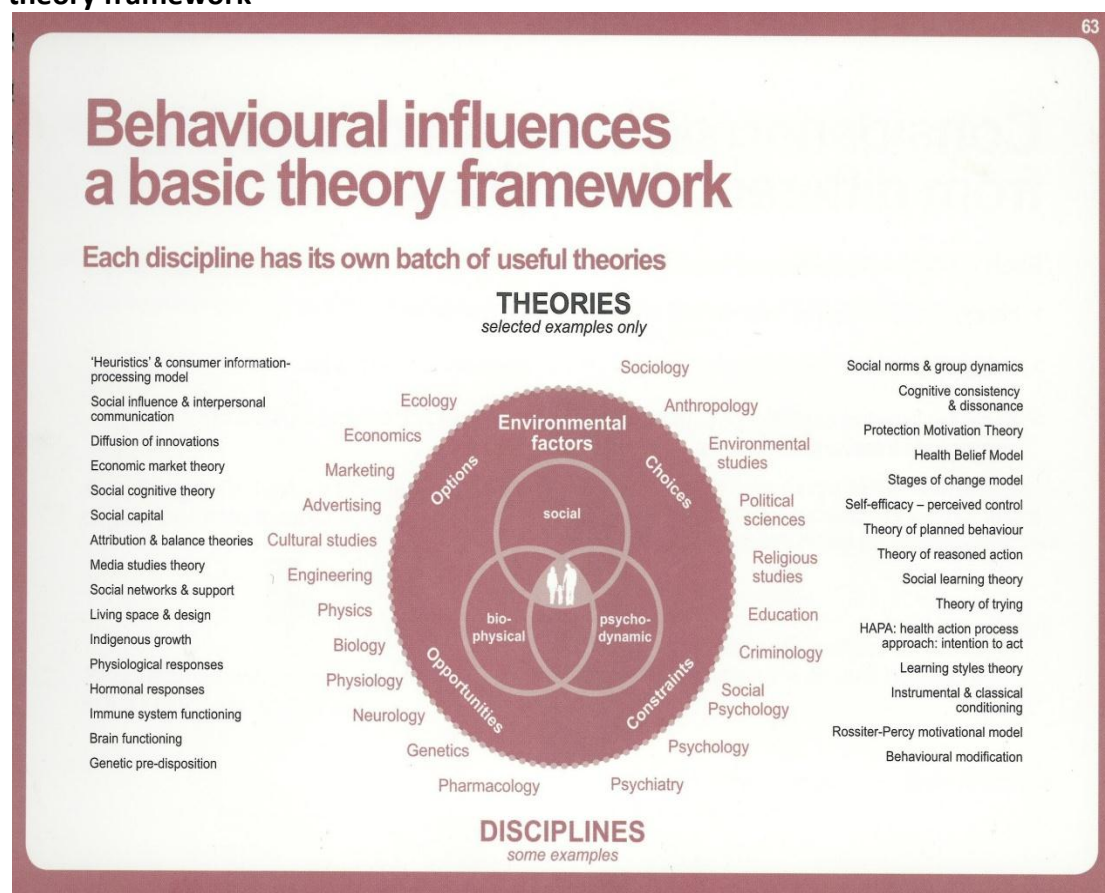 theory framework
63
Behavioural influences
a basic theory framework
Each discipline has its own batch of useful theories
THEORIES
selected examples only
'Heuristics' & consumer information-
processing model
Social influence & interpersonal
communication
Diffusion of innovations
Economic market theory
Social cognitive theory
Social capital
Attribution & balance theories
Media studies theory
Social networks & support
Living space & design
Indigenous growth
Physiological responses
Hormonal responses
Immune system functioning
Brain functioning
Genetic pre-disposition
Ecology
Economics
Marketing
Advertising
Cultural studies
Engineering
Physics
Biology
Physiology
Neurology
Genetics
Pharmacology
Environmental
factors
Options
Choices
social
bio-
physical
psycho-
dynamic
Opportunities
Constraints
Sociology
Anthropology
Environmental
studies
Political
sciences
Religious
studies
Education
Criminology
Social
Psychology
Psychology
Psychiatry
Social norms & group dynamics
Cognitive consistency
& dissonance
Protection Motivation Theory
Health Belief Model
Stages of change model
Self-efficacy – perceived control
Theory of planned behaviour
Theory of reasoned action
Social learning theory
Theory of trying
HAPA: health action process
approach: intention to act
Learning styles theory
Instrumental & classical
conditioning
Rossiter-Percy motivational model
Behavioural modification
DISCIPLINES
some examples